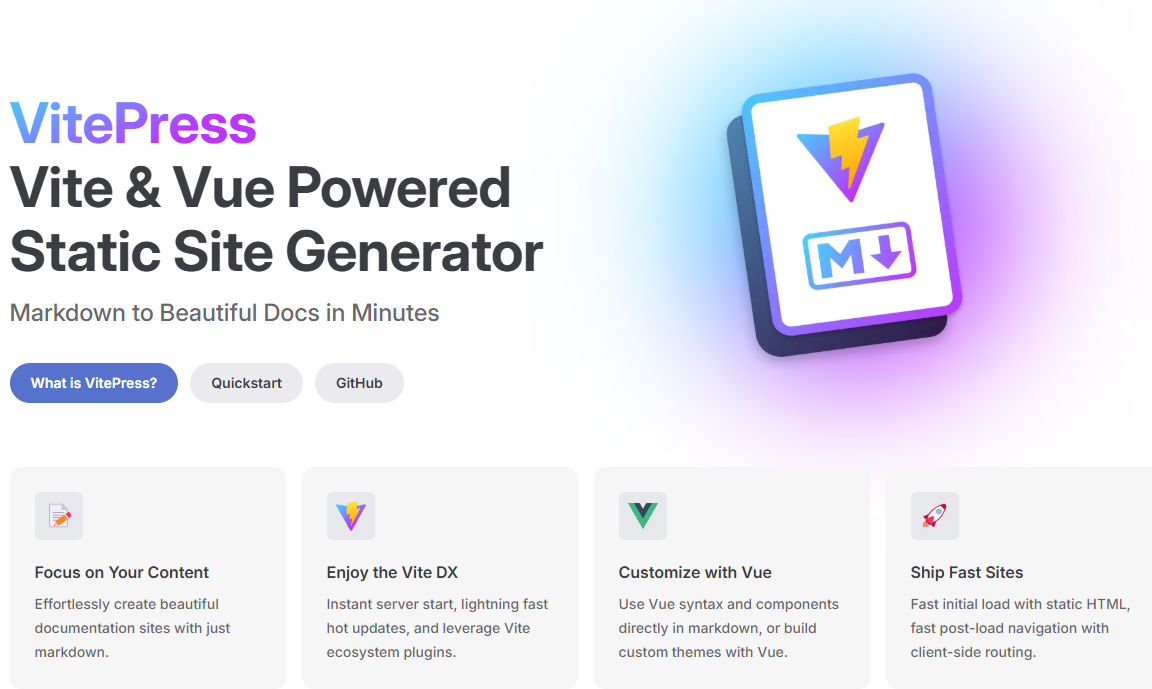 VitePress
Vite & Vue Powered
Static Site Generator
Markdown to Beautiful Docs in Minutes
What is VitePress?
Quickstart
GitHub
M
Focus on Your Content
Effortlessly create beautiful
documentation sites with just
markdown.
Enjoy the Vite DX
Instant server start, lightning fast
hot updates, and leverage Vite
ecosystem plugins.
Customize with Vue
Use Vue syntax and components
directly in markdown, or build
custom themes with Vue.
Ship Fast Sites
Fast initial load with static HTML,
fast post-load navigation with
client-side routing.